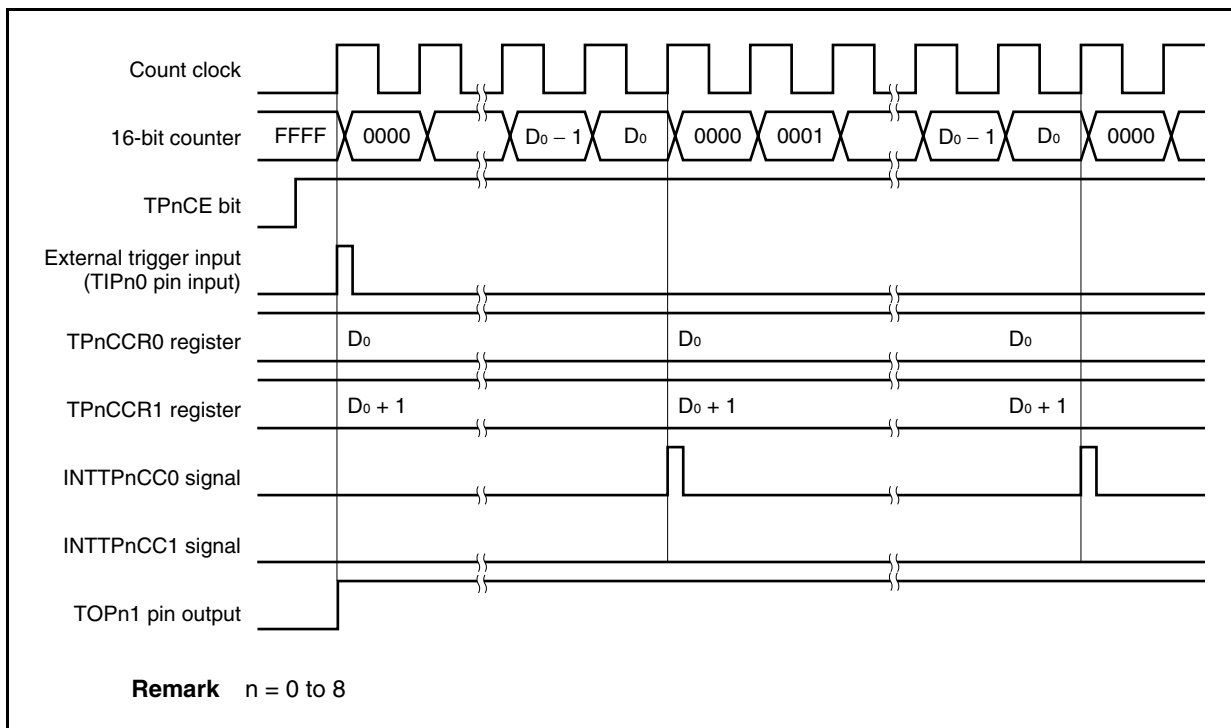 Count clock
16-bit counter FFFF 0000 D₀ − 1 D₀ 0000 0001 D₀ − 1 D₀ 0000
TPnCE bit
External trigger input
(TIPn0 pin input)
TPnCCR0 register D₀ D₀ D₀
TPnCCR1 register D₀ + 1 D₀ + 1 D₀ + 1
INTTPnCC0 signal
INTTPnCC1 signal
TOPn1 pin output
Remark n = 0 to 8